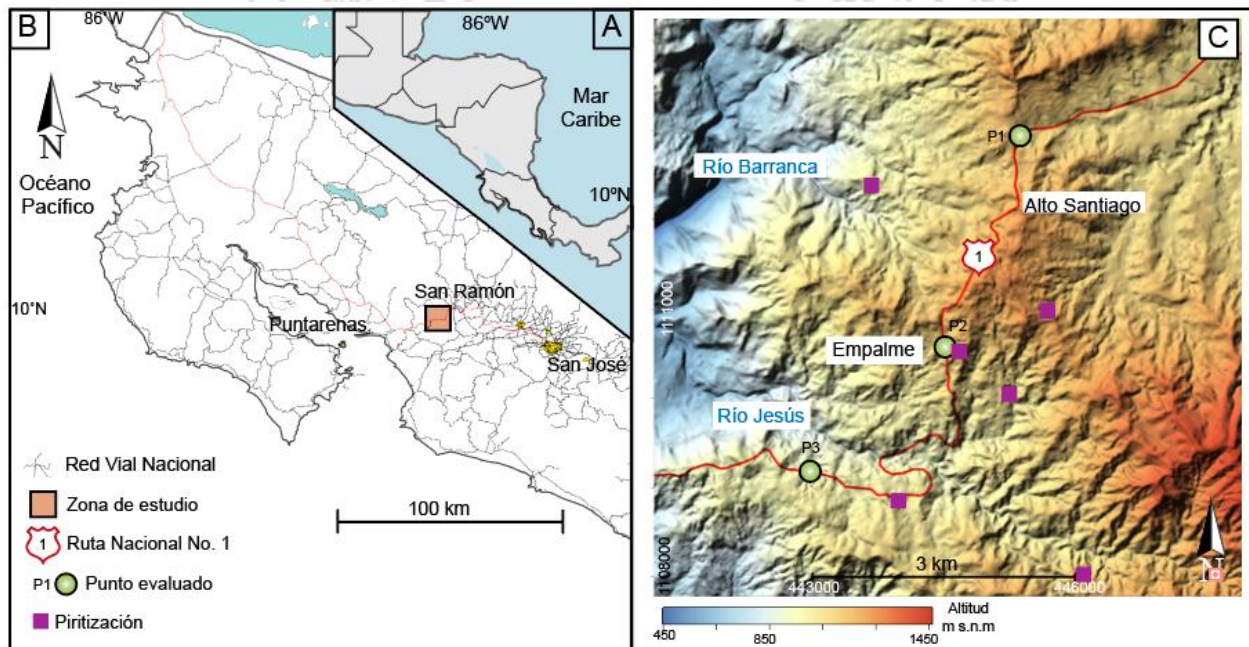 B
86°W
A
86°W
Mar
Caribe
10°N
N
Océano
Pacífico
10°N
San Ramón
Puntarenas
San José
Red Vial Nacional
Zona de estudio
1 Ruta Nacional No. 1
P1 Punto evaluado
Piritización
100 km
C
P1
Río Barranca
Alto Santiago
1
1111000
P2
Empalme
Río Jesús
P3
1108000
3 km
443000
446000
N
450
850
1450
Altitud
m s.n.m